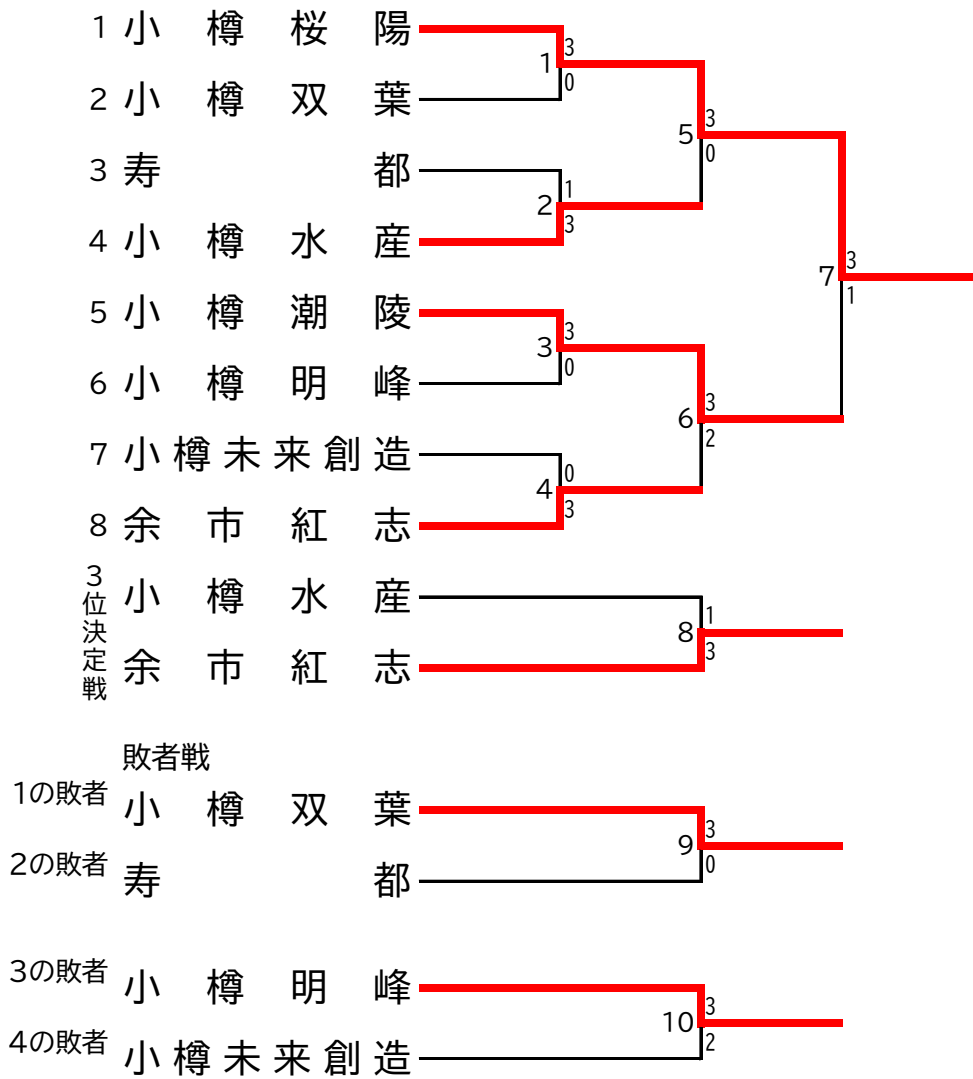 1 小樽桜陽
3
1
0
2 小樽双葉
3
5
0
3 寿都
1
2
3
4 小樽水産
3
7
1
5 小樽潮陵
3
3
0
6 小樽明峰
3
6
2
7 小樽未来創造
0
4
3
8 余市紅志
3位決定戦
小樽水産
1
8
3
余市紅志
敗者戦
1の敗者 小樽双葉
3
9
0
2の敗者 寿都
3の敗者 小樽明峰
3
10
2
4の敗者 小樽未来創造